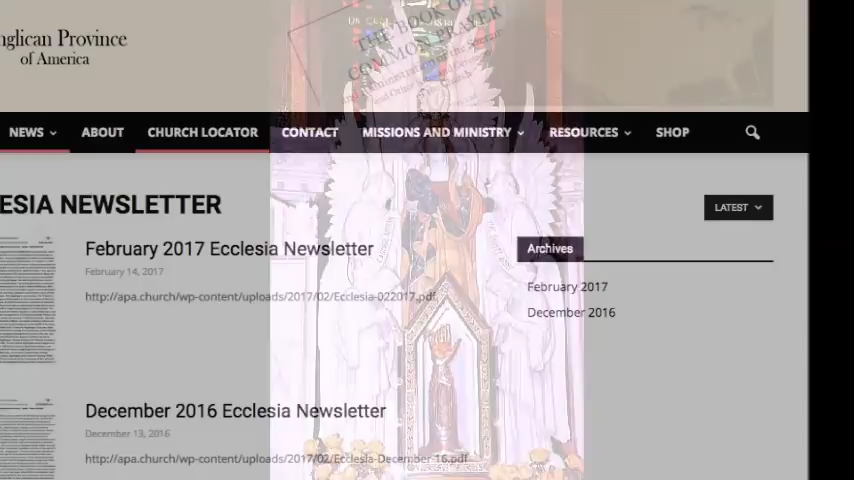 nglican Province
of America
THE BOOK OF
COMMON PRAYER
NEWS ABOUT CHURCH LOCATOR CONTACT MISSIONS AND MINISTRY RESOURCES SHOP
ESIA NEWSLETTER
LATEST
February 2017 Ecclesia Newsletter
February 14, 2017
http://apa.church/wp-content/uploads/2017/02/Ecclesia-022017.pdf
Archives
February 2017
December 2016
December 2016 Ecclesia Newsletter
December 13, 2016
http://apa.church/wp-content/uploads/2017/02/Ecclesia-December-16.pdf